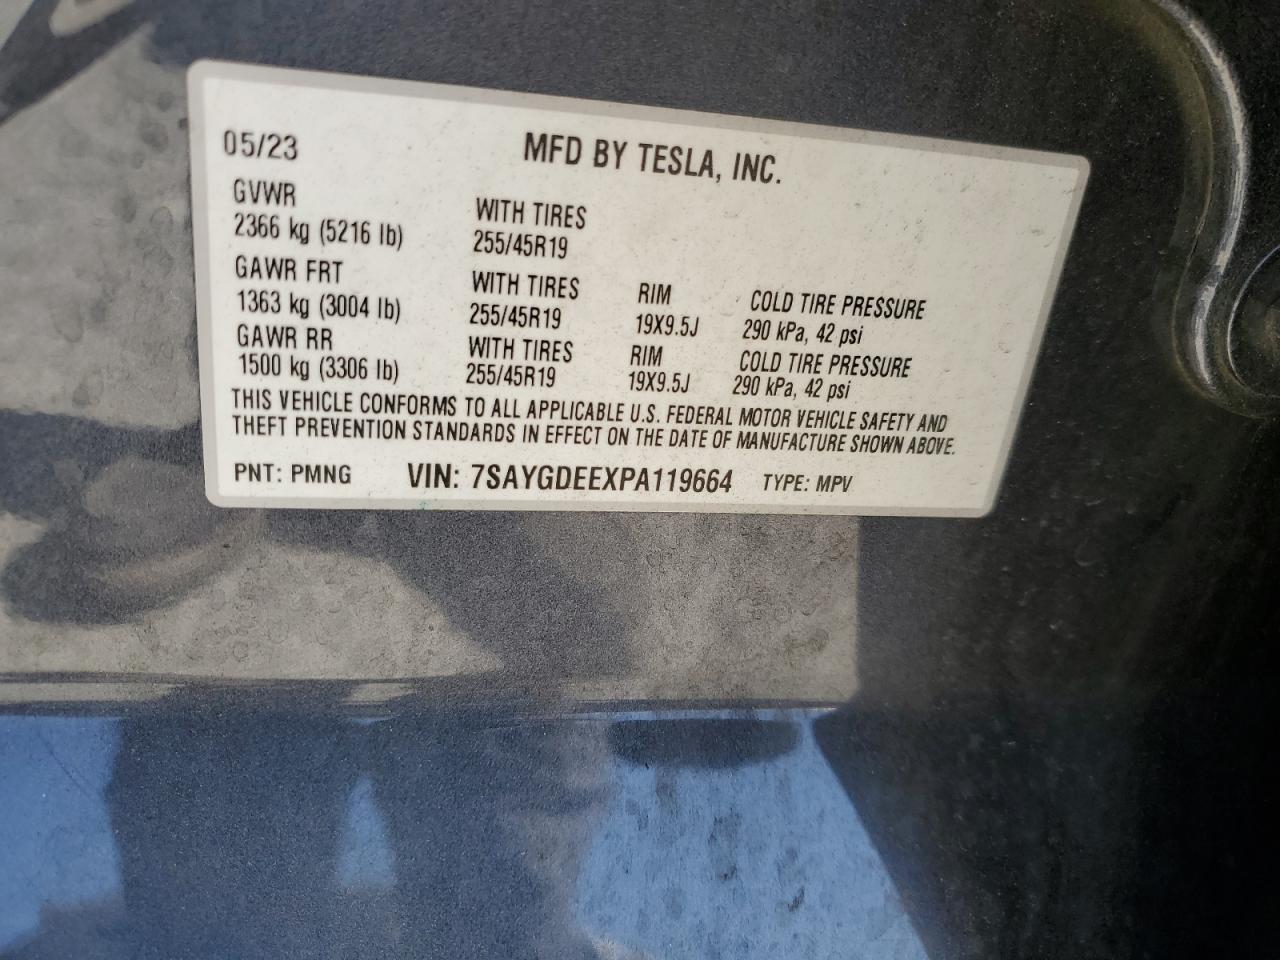 05/23 MFD BY TESLA, INC.
GVWR WITH TIRES
2366 kg (5216 lb) 255/45R19
GAWR FRT WITH TIRES RIM COLD TIRE PRESSURE
1363 kg (3004 lb) 255/45R19 19X9.5J 290 kPa, 42 psi
GAWR RR WITH TIRES RIM COLD TIRE PRESSURE
1500 kg (3306 lb) 255/45R19 19X9.5J 290 kPa, 42 psi
THIS VEHICLE CONFORMS TO ALL APPLICABLE U.S. FEDERAL MOTOR VEHICLE SAFETY AND
THEFT PREVENTION STANDARDS IN EFFECT ON THE DATE OF MANUFACTURE SHOWN ABOVE.
PNT: PMNG VIN: 7SAYGDEEXPA119664 TYPE: MPV